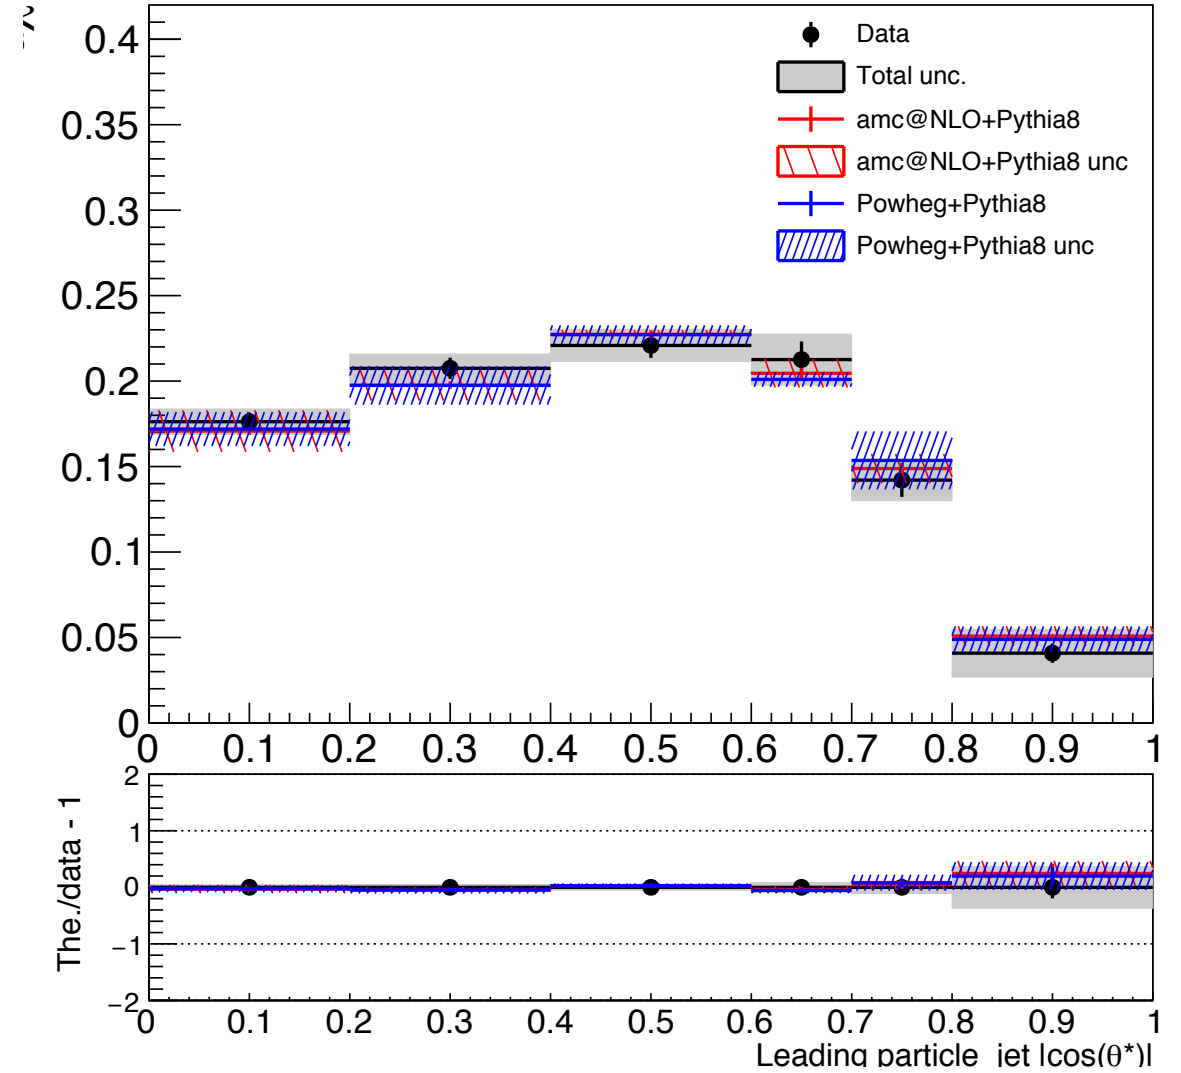 0.4
0.35
0.3
0.25
0.2
0.15
0.1
0.05
0
Data
Total unc.
amc@NLO+Pythia8
amc@NLO+Pythia8 unc
Powheg+Pythia8
Powheg+Pythia8 unc
0 0.1 0.2 0.3 0.4 0.5 0.6 0.7 0.8 0.9 1
The./data - 1
2
1
0
−1
−2
0 0.1 0.2 0.3 0.4 0.5 0.6 0.7 0.8 0.9 1
Leading particle jet |cos(θ*)|